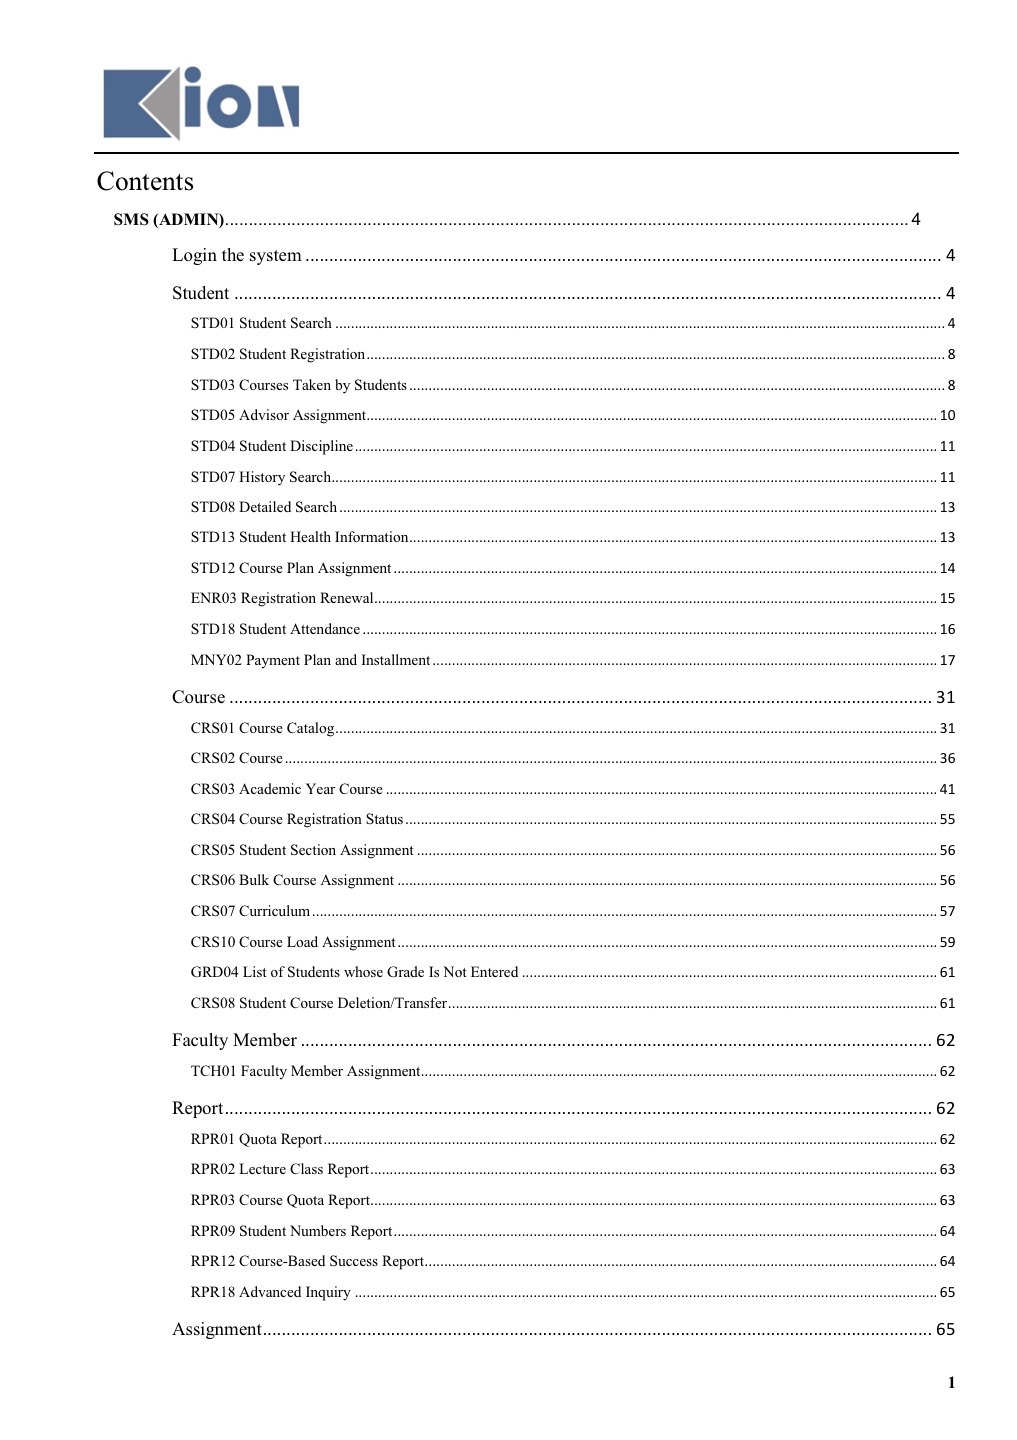 Kion
Contents
SMS (ADMIN)........ 4
Login the system ........ 4
Student ........ 4
STD01 Student Search ........ 4
STD02 Student Registration ........ 8
STD03 Courses Taken by Students ........ 8
STD05 Advisor Assignment ........ 10
STD04 Student Discipline ........ 11
STD07 History Search ........ 11
STD08 Detailed Search ........ 13
STD13 Student Health Information ........ 13
STD12 Course Plan Assignment ........ 14
ENR03 Registration Renewal ........ 15
STD18 Student Attendance ........ 16
MNY02 Payment Plan and Installment ........ 17
Course ........ 31
CRS01 Course Catalog ........ 31
CRS02 Course ........ 36
CRS03 Academic Year Course ........ 41
CRS04 Course Registration Status ........ 55
CRS05 Student Section Assignment ........ 56
CRS06 Bulk Course Assignment ........ 56
CRS07 Curriculum ........ 57
CRS10 Course Load Assignment ........ 59
GRD04 List of Students whose Grade Is Not Entered ........ 61
CRS08 Student Course Deletion/Transfer ........ 61
Faculty Member ........ 62
TCH01 Faculty Member Assignment ........ 62
Report ........ 62
RPR01 Quota Report ........ 62
RPR02 Lecture Class Report ........ 63
RPR03 Course Quota Report ........ 63
RPR09 Student Numbers Report ........ 64
RPR12 Course-Based Success Report ........ 64
RPR18 Advanced Inquiry ........ 65
Assignment ........ 65
1